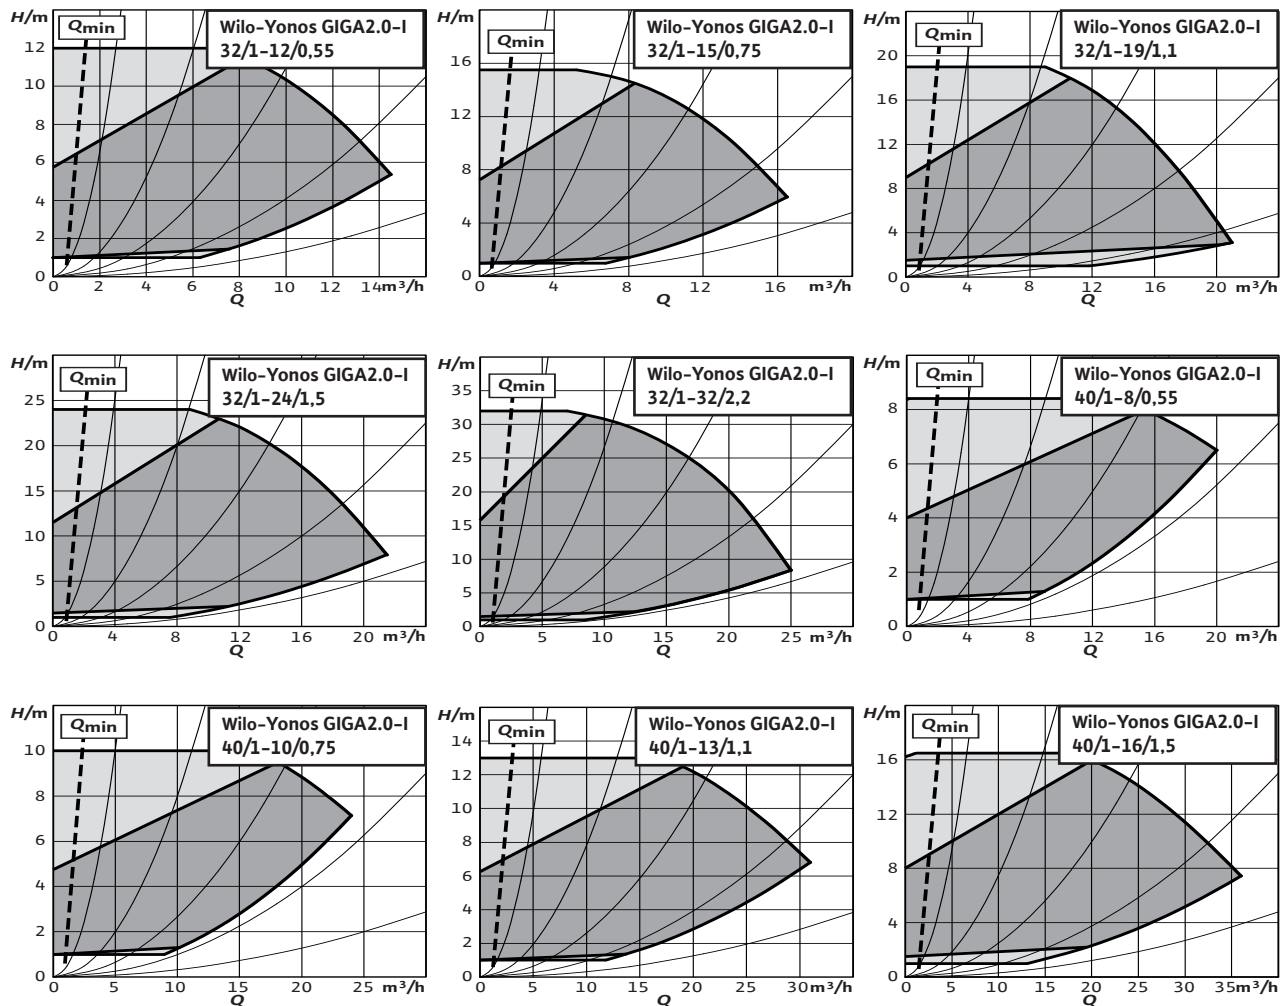 H/m
Qmin
Wilo-Yonos GIGA2.0-I
32/1-12/0,55
12
10
8
6
4
2
0
0 2 4 6 8 10 12 14 m³/h
Q
H/m
Qmin
Wilo-Yonos GIGA2.0-I
32/1-15/0,75
16
12
8
4
0
0 4 8 12 16 m³/h
Q
H/m
Qmin
Wilo-Yonos GIGA2.0-I
32/1-19/1,1
20
16
12
8
4
0
0 4 8 12 16 20 m³/h
Q
H/m
Qmin
Wilo-Yonos GIGA2.0-I
32/1-24/1,5
25
20
15
10
5
0
0 4 8 12 16 20 m³/h
Q
H/m
Qmin
Wilo-Yonos GIGA2.0-I
32/1-32/2,2
35
30
25
20
15
10
5
0
0 5 10 15 20 25 m³/h
Q
H/m
Qmin
Wilo-Yonos GIGA2.0-I
40/1-8/0,55
8
6
4
2
0
0 4 8 12 16 20 m³/h
Q
H/m
Qmin
Wilo-Yonos GIGA2.0-I
40/1-10/0,75
10
8
6
4
2
0
0 5 10 15 20 25 m³/h
Q
H/m
Qmin
Wilo-Yonos GIGA2.0-I
40/1-13/1,1
14
12
10
8
6
4
2
0
0 5 10 15 20 25 30 m³/h
Q
H/m
Qmin
Wilo-Yonos GIGA2.0-I
40/1-16/1,5
16
12
8
4
0
0 5 10 15 20 25 30 35 m³/h
Q